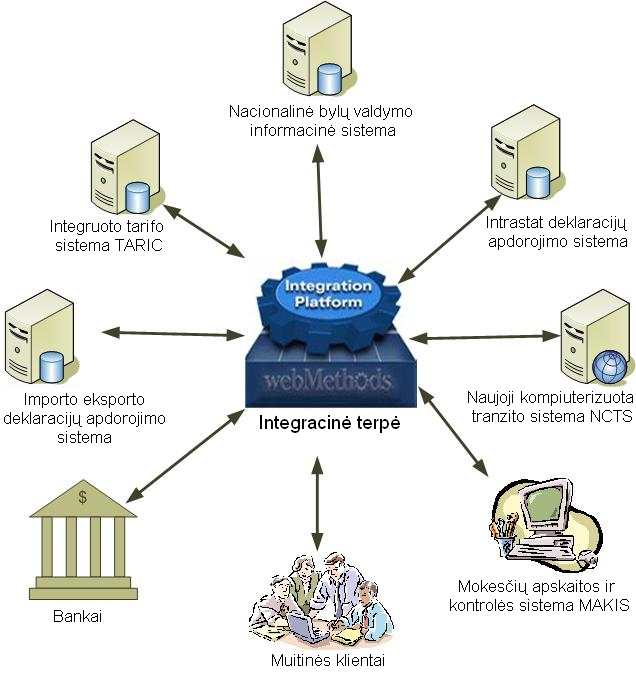 Nacionalinė bylų valdymo
informacinė sistema
Integruoto tarifo
sistema TARIC
Intrastat deklaracijų
apdorojimo sistema
Integration
Platform
webMethods
Integracinė terpė
Importo eksporto
deklaracijų apdorojimo
sistema
Naujoji kompiuterizuota
tranzito sistema NCTS
$
Bankai
Mokesčių apskaitos ir
kontrolės sistema MAKIS
Muitinės klientai